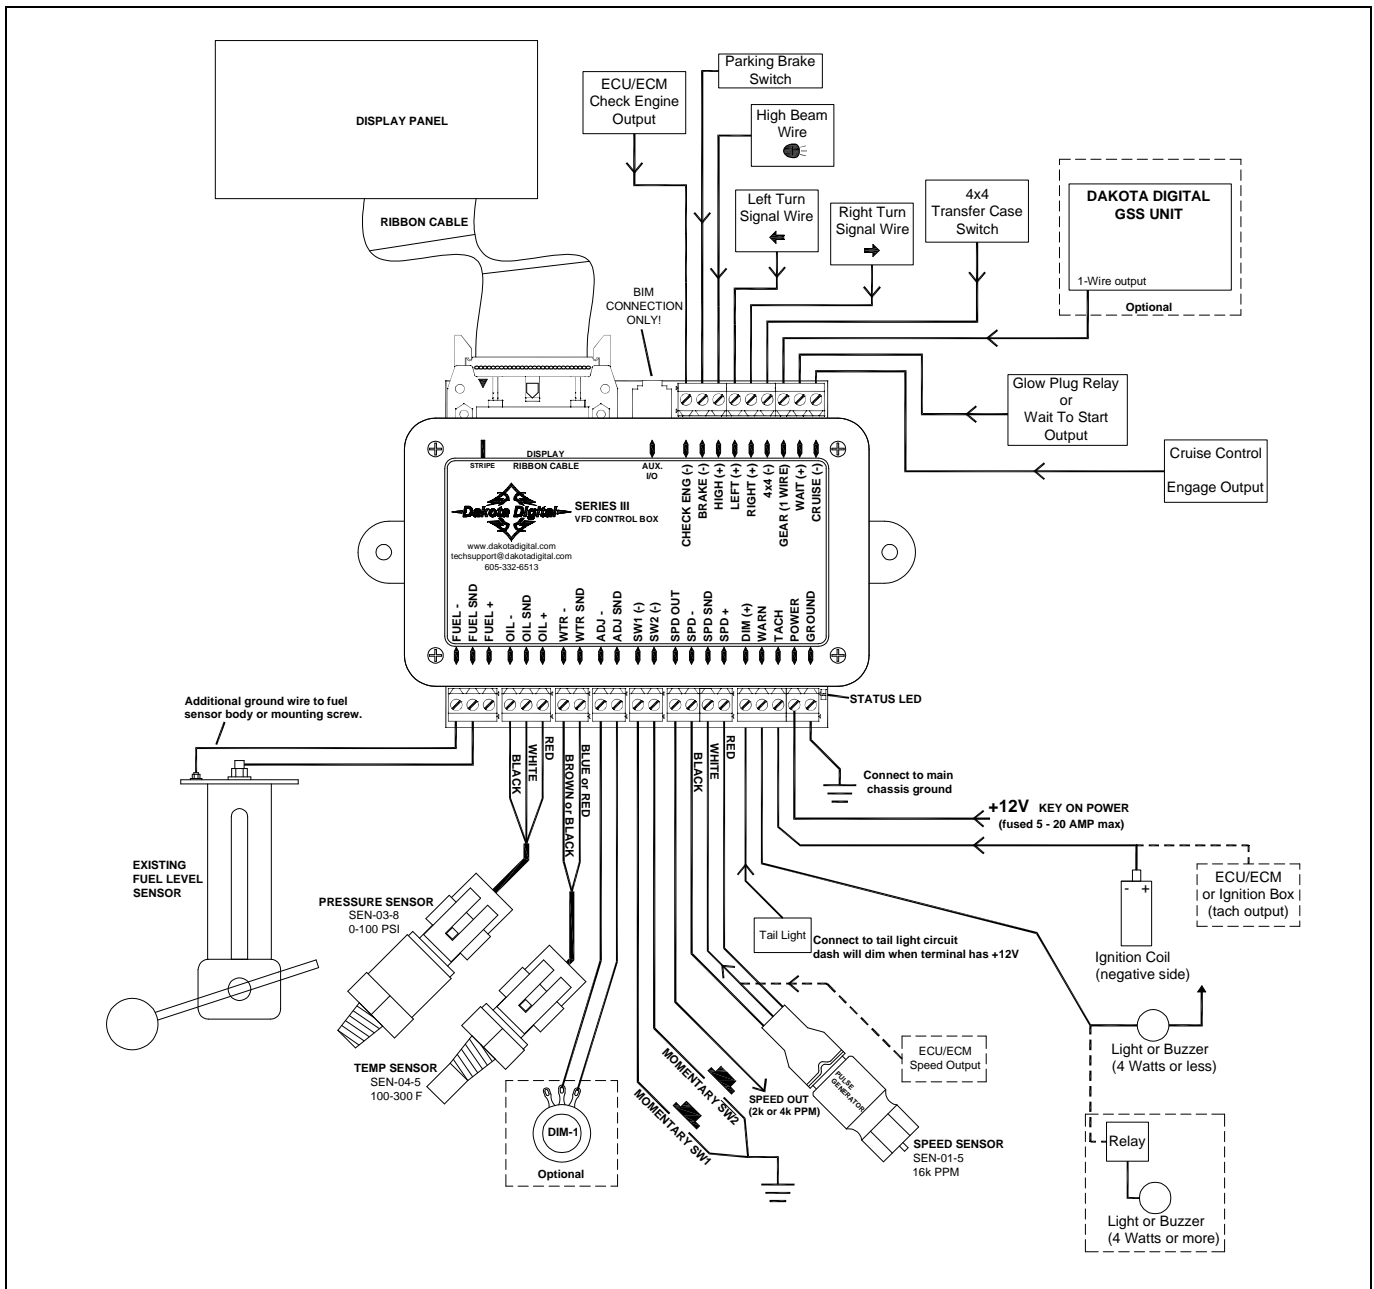 DISPLAY PANEL
RIBBON CABLE
ECU/ECM
Check Engine
Output
Parking Brake
Switch
High Beam
Wire
Left Turn
Signal Wire
Right Turn
Signal Wire
4x4
Transfer Case
Switch
DAKOTA DIGITAL
GSS UNIT
1-Wire output
Optional
BIM
CONNECTION
ONLY!
Glow Plug Relay
or
Wait To Start
Output
Cruise Control
Engage Output
STRIPE
DISPLAY
RIBBON CABLE
AUX.
I/O
CHECK ENG (-)
BRAKE (-)
HIGH (+)
LEFT (+)
RIGHT (+)
4x4 (-)
GEAR (1 WIRE)
WAIT (+)
CRUISE (-)
Dakota Digital
SERIES III
VFD CONTROL BOX
www.dakotadigital.com
techsupport@dakotadigital.com
605-332-6513
FUEL -
FUEL SND
FUEL +
OIL -
OIL SND
OIL +
WTR -
WTR SND
ADJ -
ADJ SND
SW1 (-)
SW2 (-)
SPD OUT
SPD -
SPD SND
SPD +
DIM (+)
WARN
TACH
POWER
GROUND
STATUS LED
Additional ground wire to fuel
sensor body or mounting screw.
BLACK
WHITE
RED
BROWN or BLACK
BLUE or RED
BLACK
WHITE
RED
Connect to main
chassis ground
+12V KEY ON POWER
(fused 5 - 20 AMP max)
EXISTING
FUEL LEVEL
SENSOR
PRESSURE SENSOR
SEN-03-8
0-100 PSI
ECU/ECM
or Ignition Box
(tach output)
- +
Ignition Coil
(negative side)
Tail Light
Connect to tail light circuit
dash will dim when terminal has +12V
TEMP SENSOR
SEN-04-5
100-300 F
ECU/ECM
Speed Output
Light or Buzzer
(4 Watts or less)
MOMENTARY SW2
MOMENTARY SW1
SPEED OUT
(2k or 4k PPM)
PULSE
GENERATOR
DIM-1
Optional
SPEED SENSOR
SEN-01-5
16k PPM
Relay
Light or Buzzer
(4 Watts or more)